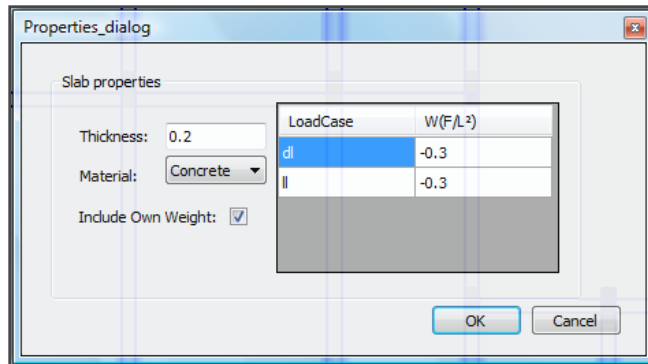 Properties_dialog
Slab properties
Thickness: 0.2
Material: Concrete
Include Own Weight:
LoadCase W(F/L²)
dl -0.3
ll -0.3
OK Cancel